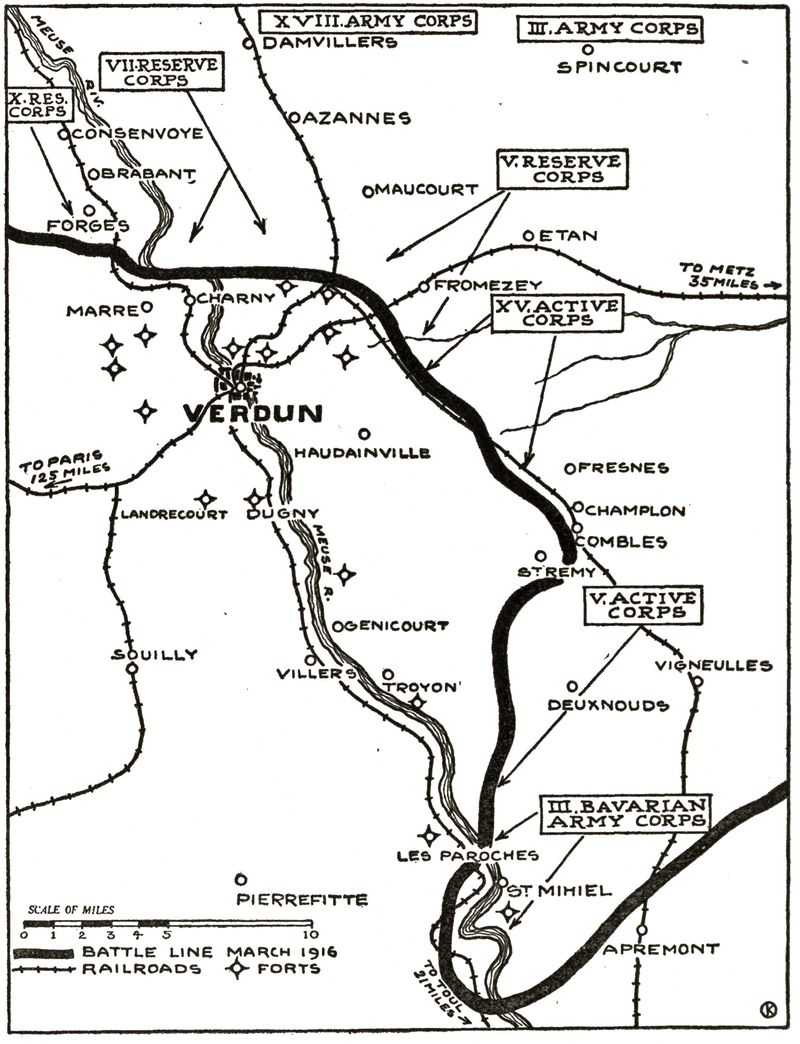 XVIII. ARMY CORPS
III. ARMY CORPS
MEUSE
RIV.
DAMVILLERS
SPINCOURT
VII. RESERVE
CORPS
X. RES.
CORPS
CONSENVOYE
AZANNES
BRABANT
MAUCOURT
V. RESERVE
CORPS
FORGES
ETAN
TO METZ
35 MILES
FROMEZEY
CHARNY
MARRE
XV. ACTIVE
CORPS
VERDUN
HAUDAINVILLE
TO PARIS
125 MILES
FRESNES
LANDRECOURT
DUGNY
CHAMPLON
COMBLES
MEUSE R.
ST. REMY
V. ACTIVE
CORPS
GENICOURT
SOUILLY
VILLERS
TROYON
VIGNEULLES
DEUXNOUDS
III. BAVARIAN
ARMY CORPS
LES PAROCHES
PIERREFITTE
ST. MIHIEL
SCALE OF MILES
0 1 2 3 4 5 10
BATTLE LINE MARCH 1916
RAILROADS FORTS
APREMONT
TO TOUL
21 MILES
K